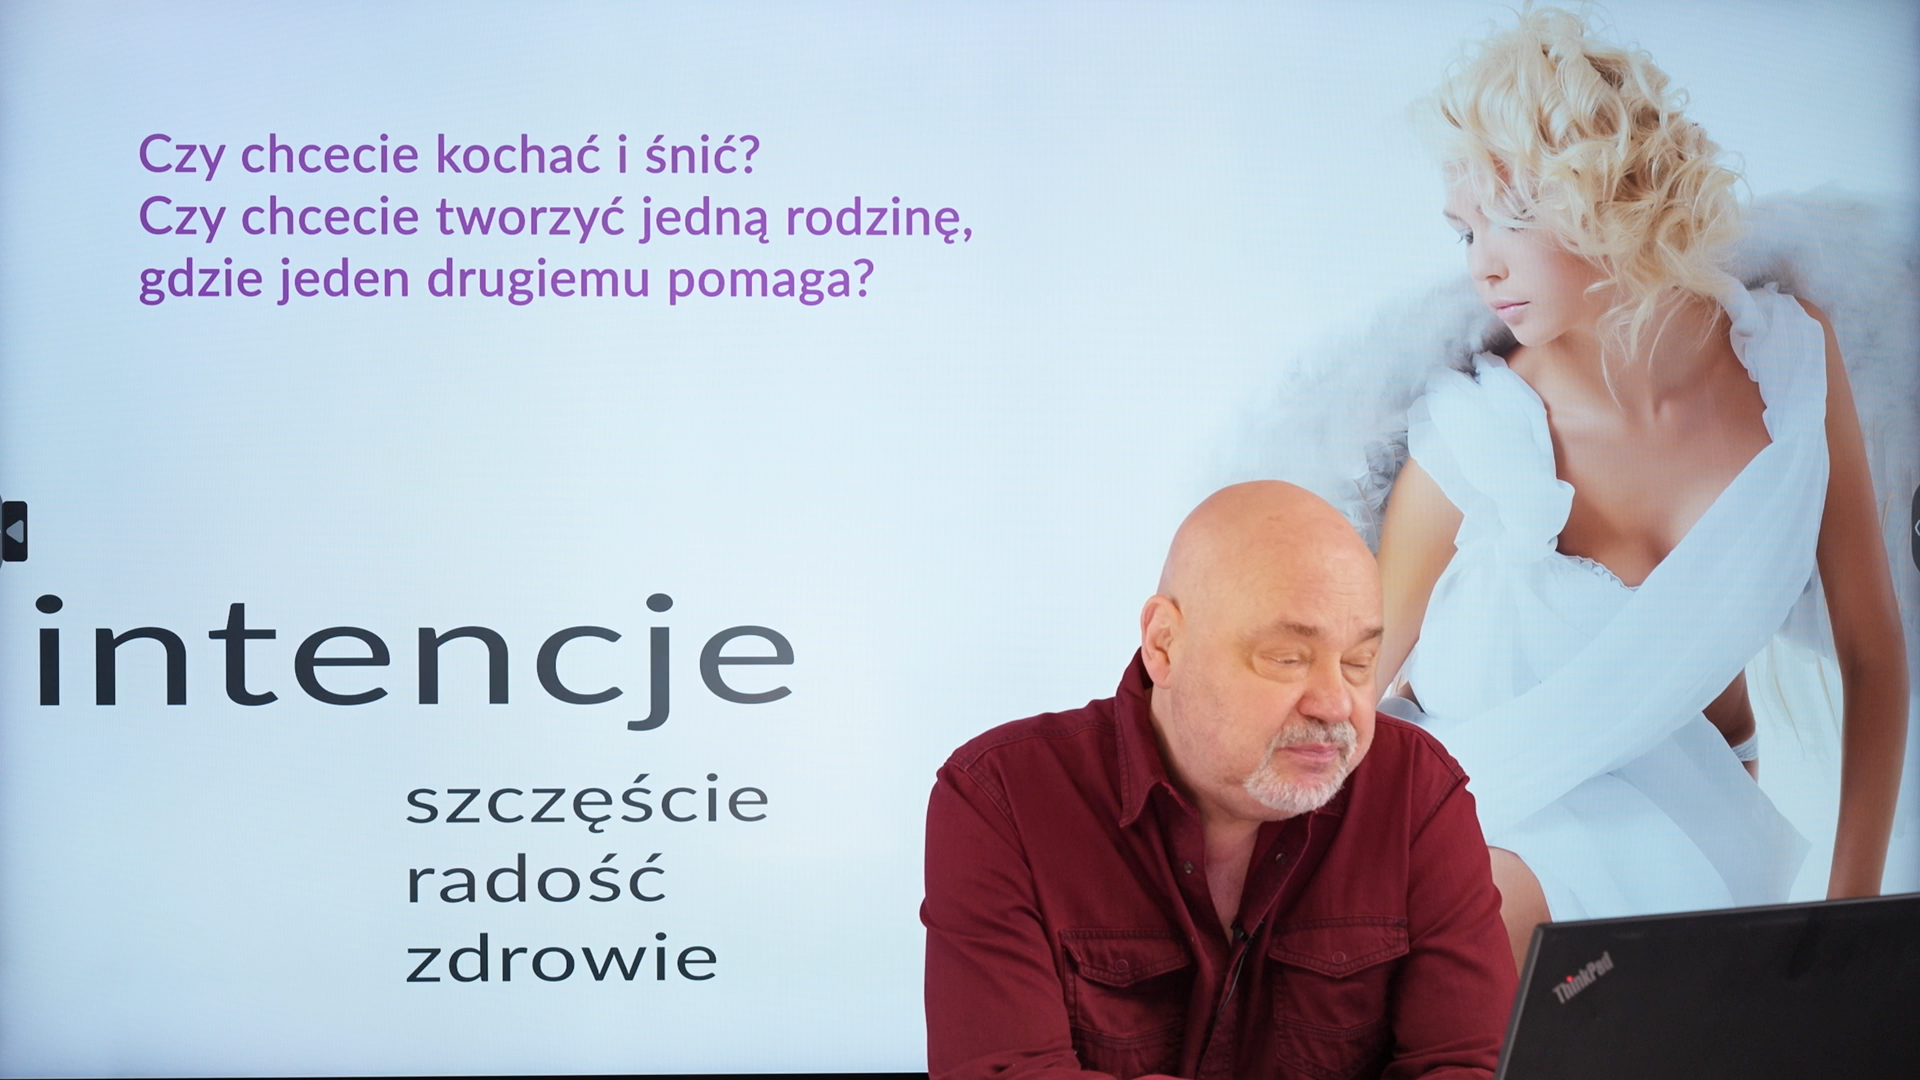 Czy chcecie kochać i śnić?
Czy chcecie tworzyć jedną rodzinę,
gdzie jeden drugiemu pomaga?
intencje
szczęście
radość
zdrowie
ThinkPad